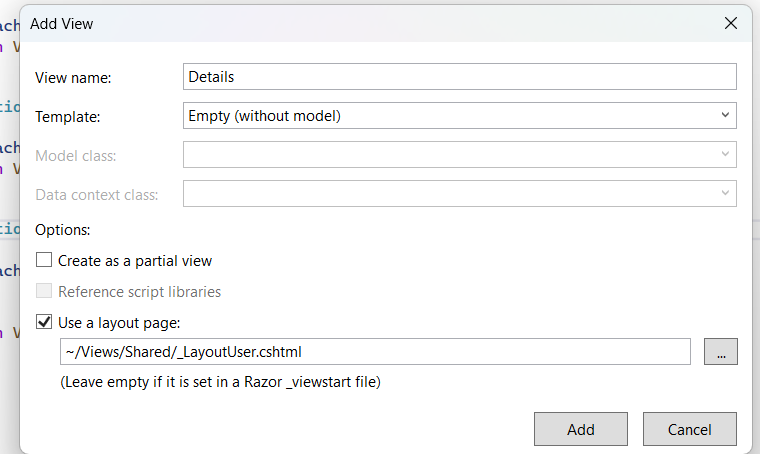 Add View
View name:
Details
Template:
Empty (without model)
Model class:
Data context class:
Options:
Create as a partial view
Reference script libraries
Use a layout page:
~/Views/Shared/_LayoutUser.cshtml
...
(Leave empty if it is set in a Razor _viewstart file)
Add
Cancel